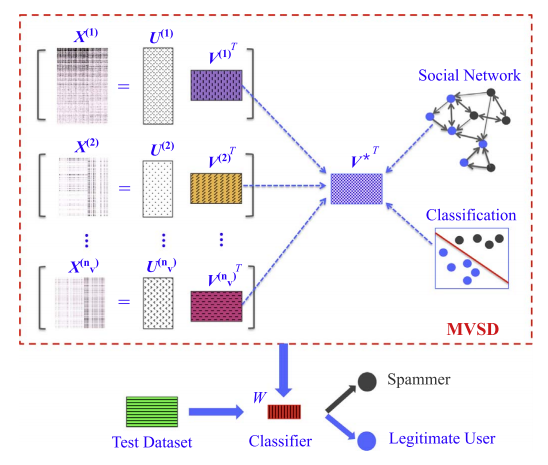 X(1) U(1) V(1)T
=
Social Network
X(2) U(2) V(2)T V★T
=
Classification
⋮ ⋮ ⋮
X(nv) U(nv) V(nv)T
=
MVSD
W
Spammer
Test Dataset
Classifier
Legitimate User